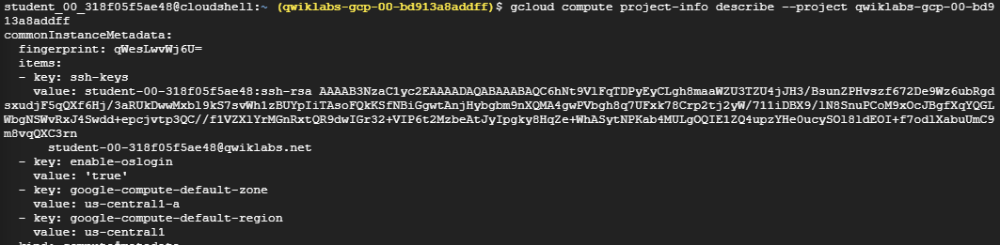 student_00_318f05f5ae48@cloudshell:~ (qwiklabs-gcp-00-bd913a8addff)$ gcloud compute project-info describe --project qwiklabs-gcp-00-bd9
13a8addff
commonInstanceMetadata:
  fingerprint: qWesLwvWj6U=
  items:
  - key: ssh-keys
    value: student-00-318f05f5ae48:ssh-rsa AAAAB3NzaC1yc2EAAAADAQABAAABAQC6hNt9VlFqTDPyEyCLgh8maaWZU3TZU4jJH3/BsunZPHvszf672De9Wz6ubRgd
sxudjF5qQXf6Hj/3aRUkDwwMxbl9kS7svWh1zBUYpIiTAsoFQkKSfNBiGgwtAnjHybgbm9nXQMA4gwPVbgh8q7UFxk78Crp2tj2yW/711iDBX9/lN8SnuPCoM9xOcJBgfXqYQGL
WbgNSWvRxJ4Swdd+epcjvtp3QC//f1VZXlYrMGnRxtQR9dwIGr32+VIP6t2MzbeAtJyIpgky8HqZe+WhASytNPKab4MULgOQIE1ZQ4upzYHe0ucySOl8ldEOI+f7odlXabuUmC9
m8vqQXC3rn
      student-00-318f05f5ae48@qwiklabs.net
  - key: enable-oslogin
    value: 'true'
  - key: google-compute-default-zone
    value: us-central1-a
  - key: google-compute-default-region
    value: us-central1